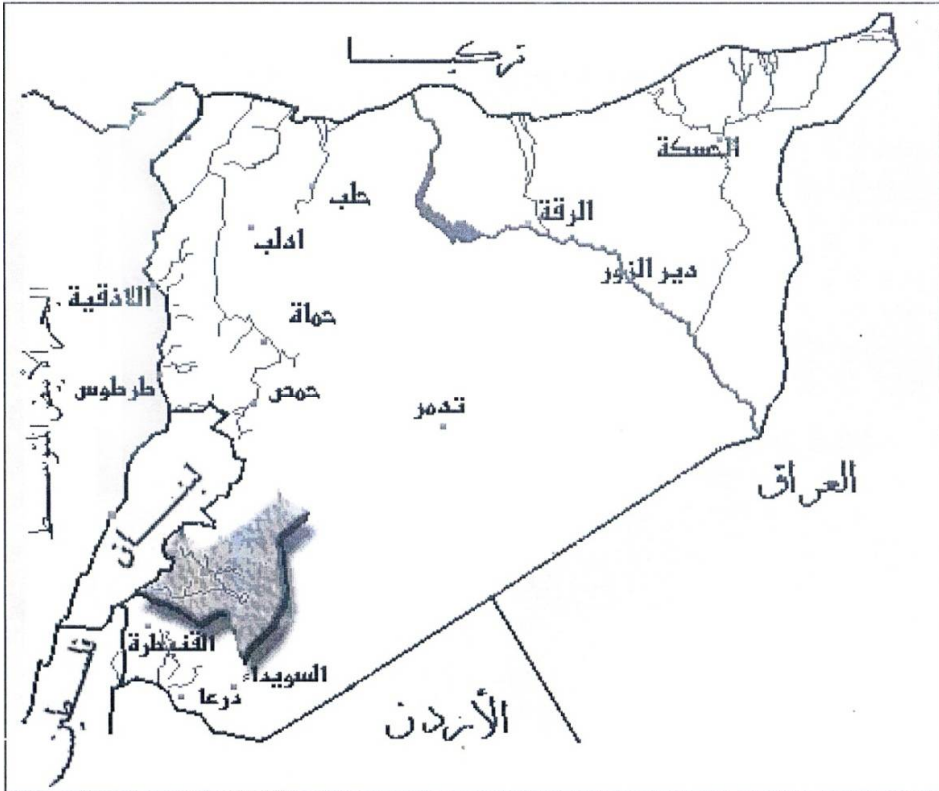 تركيا
الحسكة
حلب
الرقة
ادلب
دير الزور
اللاذقية
حماة
البحر الأبيض المتوسط
طرطوس
حمص
تدمر
العراق
لبنان
القنيطرة
السويداء
درعا
فلسطين
الأردن